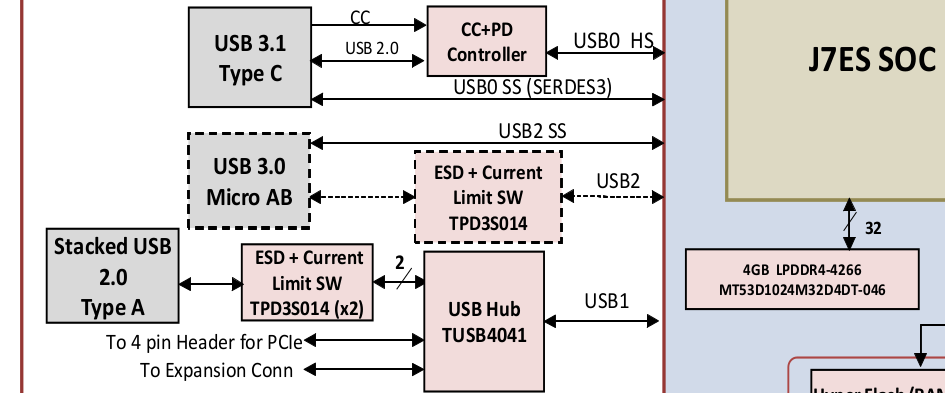 USB 3.1
Type C
CC
USB 2.0
CC+PD
Controller
USB0 HS
USB0 SS (SERDES3)
J7ES SOC
USB 3.0
Micro AB
USB2 SS
ESD + Current
Limit SW
TPD3S014
USB2
32
Stacked USB
2.0
Type A
ESD + Current
Limit SW
TPD3S014 (x2)
2
USB Hub
TUSB4041
USB1
4GB LPDDR4-4266
MT53D1024M32D4DT-046
To 4 pin Header for PCIe
To Expansion Conn
Hyper Flash/RAM